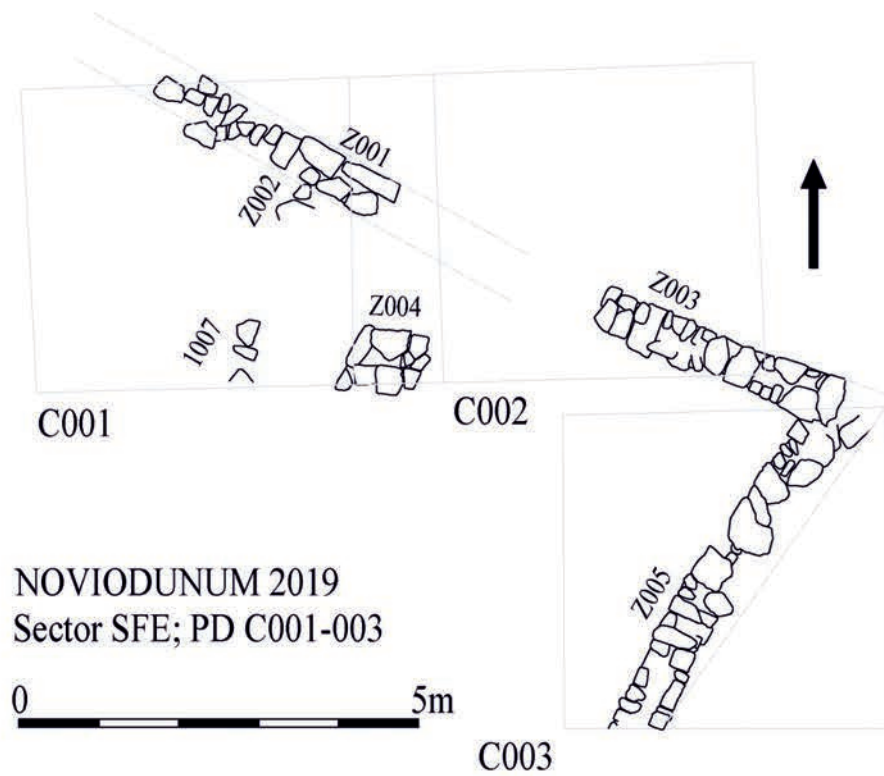 Z001
Z002
Z003
Z004
1007
C001
C002
Z005
NOVIODUNUM 2019
Sector SFE; PD C001-003
0 5m
C003